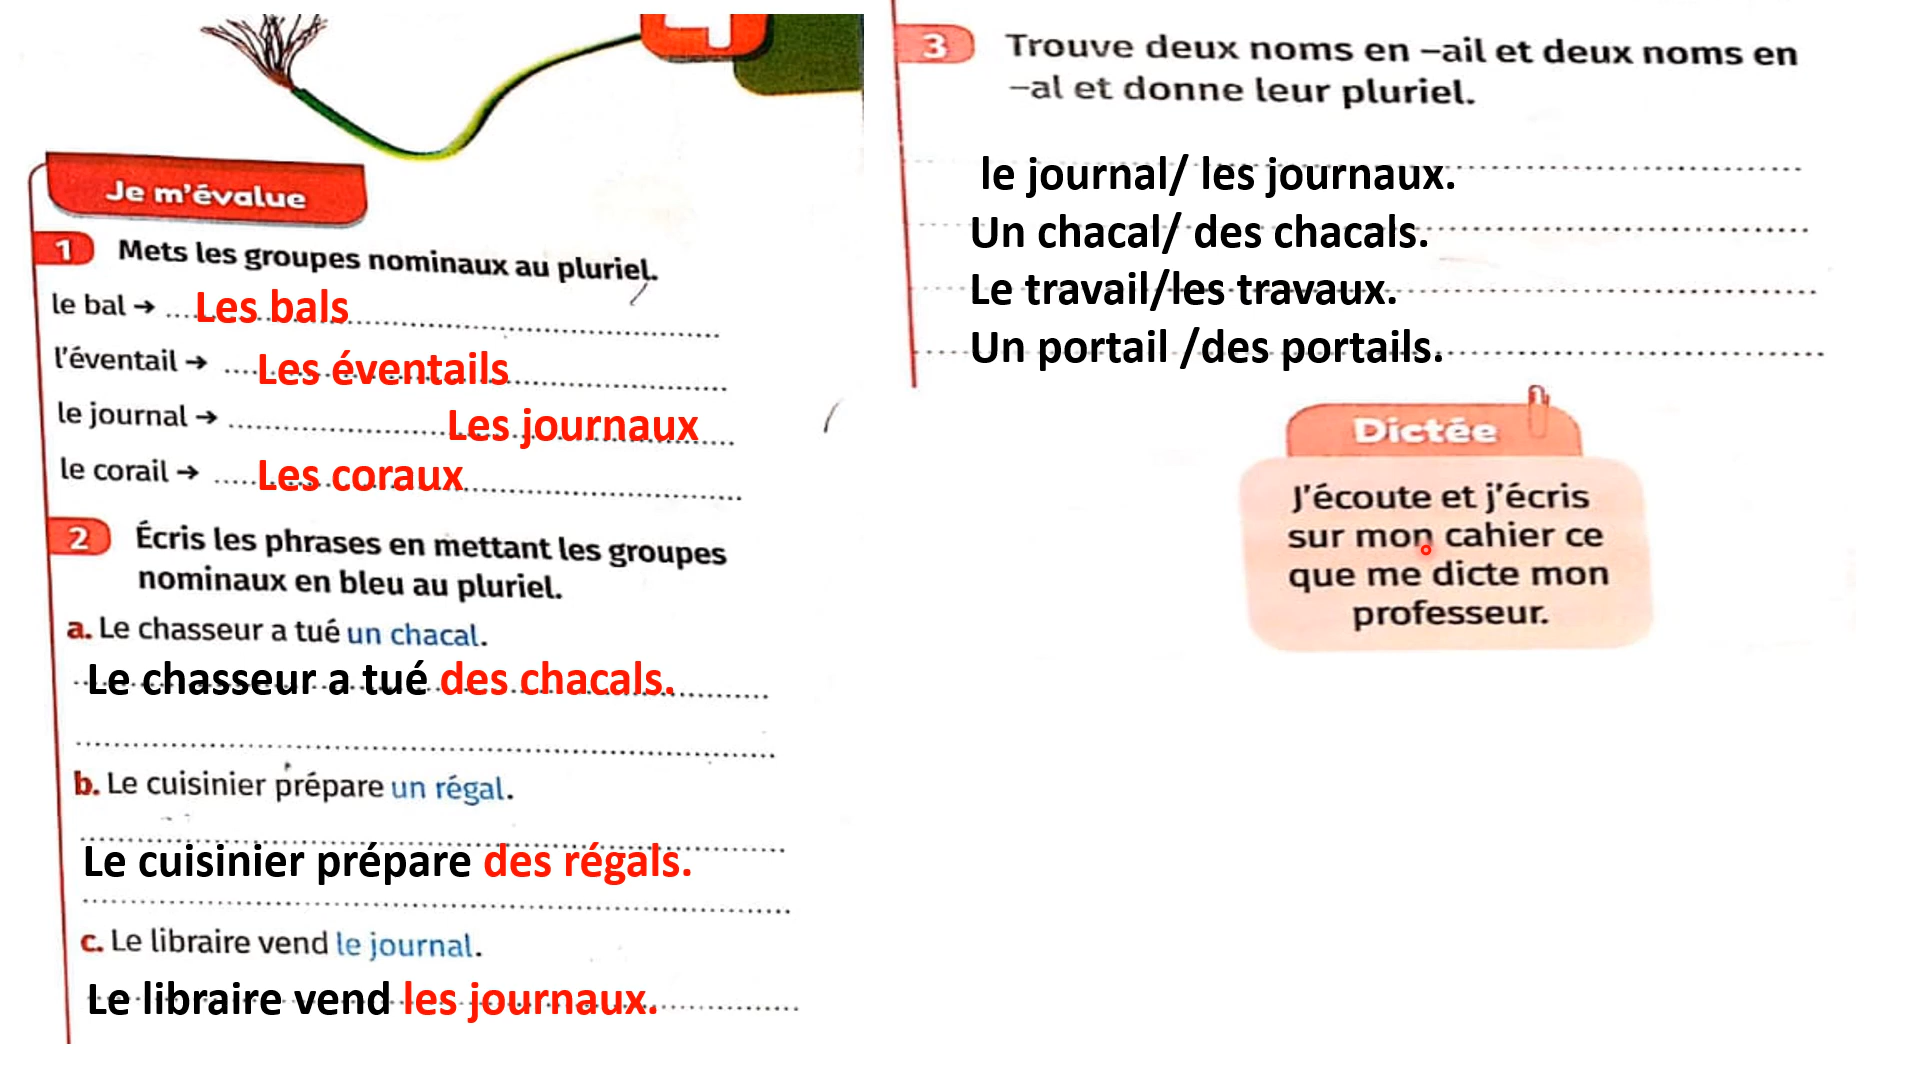 Je m'évalue
1 Mets les groupes nominaux au pluriel.
le bal → Les bals
l'éventail → Les éventails
le journal → Les journaux
le corail → Les coraux
2 Écris les phrases en mettant les groupes
nominaux en bleu au pluriel.
a. Le chasseur a tué un chacal.
Le chasseur a tué des chacals.
b. Le cuisinier prépare un régal.
Le cuisinier prépare des régals.
c. Le libraire vend le journal.
Le libraire vend les journaux.
3 Trouve deux noms en –ail et deux noms en
–al et donne leur pluriel.
le journal/ les journaux.
Un chacal/ des chacals.
Le travail/les travaux.
Un portail /des portails.
Dictée
J'écoute et j'écris
sur mon cahier ce
que me dicte mon
professeur.